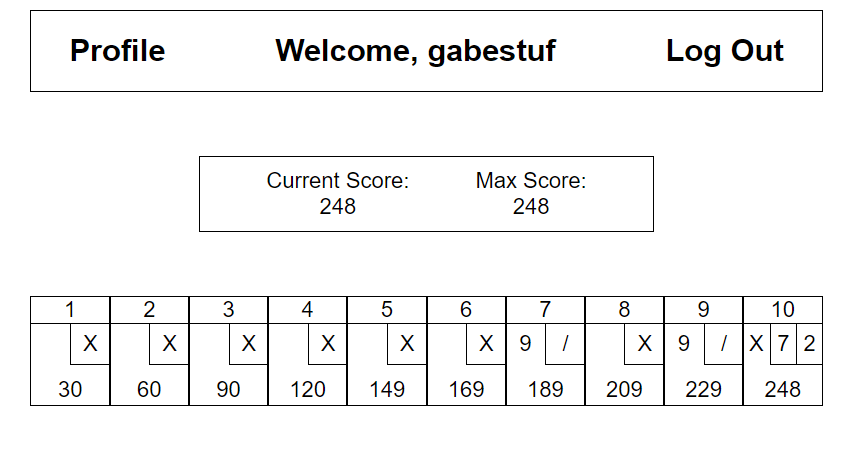 Profile Welcome, gabestuf Log Out
Current Score: Max Score:
248 248
1 2 3 4 5 6 7 8 9 10
X X X X X X 9 / X 9 / X 7 2
30 60 90 120 149 169 189 209 229 248